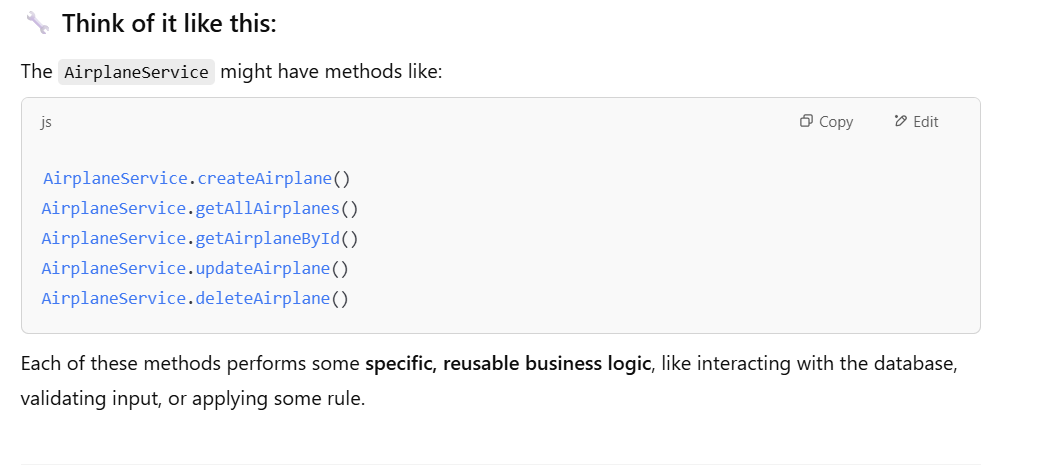 🔧 Think of it like this:
The AirplaneService might have methods like:
js Copy Edit
AirplaneService.createAirplane()
AirplaneService.getAllAirplanes()
AirplaneService.getAirplaneById()
AirplaneService.updateAirplane()
AirplaneService.deleteAirplane()
Each of these methods performs some specific, reusable business logic, like interacting with the database,
validating input, or applying some rule.